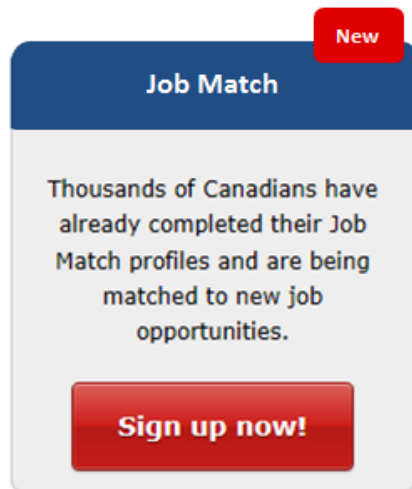 New
Job Match
Thousands of Canadians have
already completed their Job
Match profiles and are being
matched to new job
opportunities.
Sign up now!